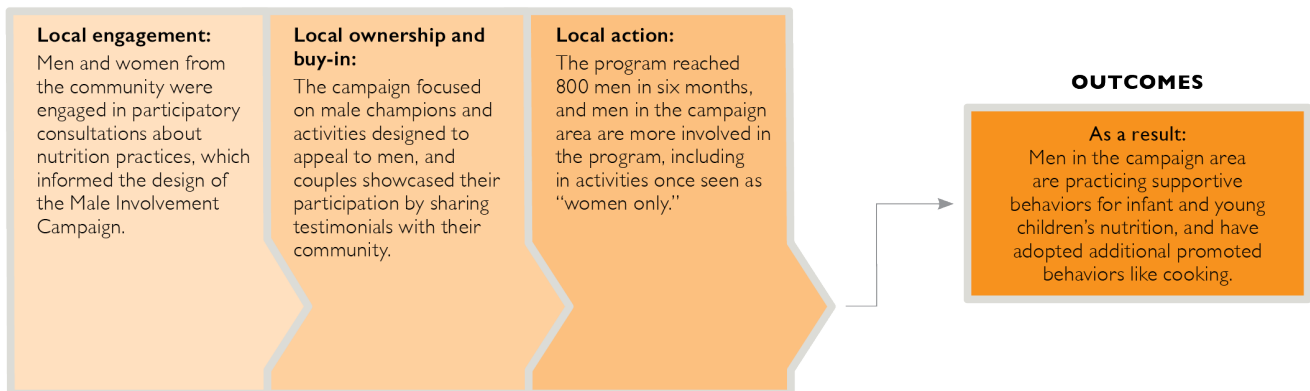 Local engagement:
Men and women from
the community were
engaged in participatory
consultations about
nutrition practices, which
informed the design of
the Male Involvement
Campaign.
Local ownership and
buy-in:
The campaign focused
on male champions and
activities designed to
appeal to men, and
couples showcased their
participation by sharing
testimonials with their
community.
Local action:
The program reached
800 men in six months,
and men in the campaign
area are more involved in
the program, including
in activities once seen as
“women only.”
OUTCOMES
As a result:
Men in the campaign area
are practicing supportive
behaviors for infant and young
children’s nutrition, and have
adopted additional promoted
behaviors like cooking.